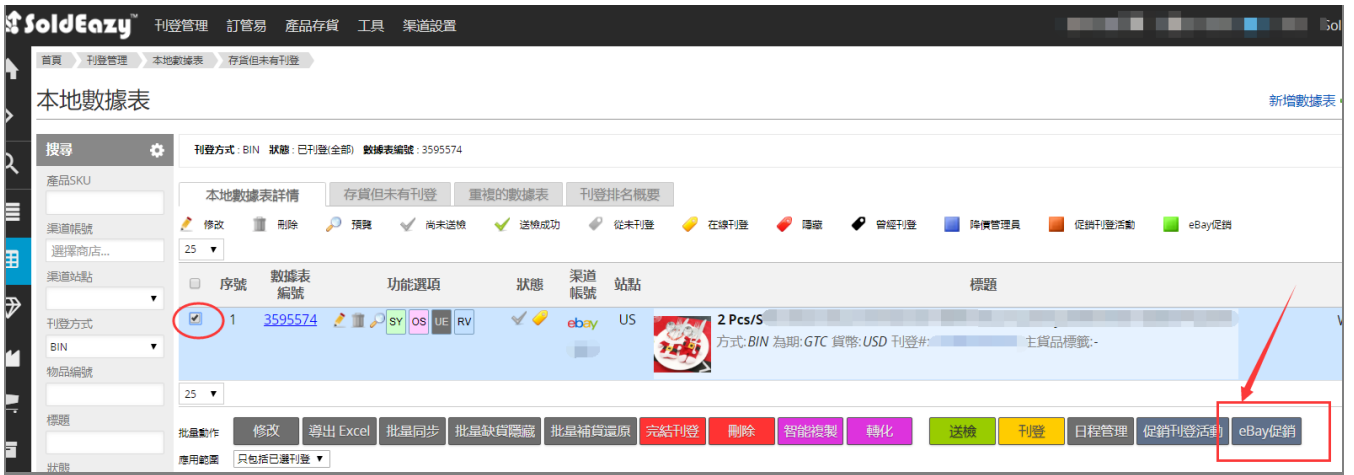 SoldEazy™ 刊登管理 訂管易 產品存貨 工具 渠道設置 Sol
首頁 刊登管理 本地數據表 存貨但未有刊登
本地數據表
新增數據表
搜尋
刊登方式 : BIN 狀態 : 已刊登(全部) 數據表編號 : 3595574
產品SKU
本地數據表詳情 存貨但未有刊登 重複的數據表 刊登排名概要
修改 刪除 預覽 尚未送檢 送檢成功 從未刊登 在線刊登 隱藏 曾經刊登 降價管理員 促銷刊登活動 eBay促銷
渠道帳號
選擇商店...
25
渠道站點
序號 數據表編號 功能選項 狀態 渠道帳號 站點 標題
1 3595574 SY OS UE RV ebay US 2 Pcs/S
刊登方式
方式:BIN 為期:GTC 貨幣:USD 刊登#: 主貨品標籤:-
BIN
物品編號
25
標題
批量動作 修改 導出 Excel 批量同步 批量缺貨隱藏 批量補貨還原 完結刊登 刪除 智能複製 轉化 送檢 刊登 日程管理 促銷刊登活動 eBay促銷
應用範圍 只包括已選刊登
狀態